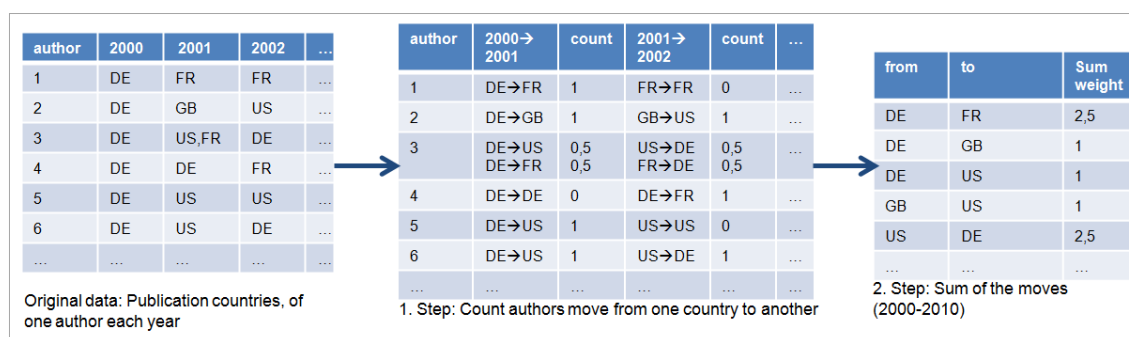 author 2000 2001 2002 ...
1 DE FR FR ...
2 DE GB US ...
3 DE US,FR DE ...
4 DE DE FR ...
5 DE US US ...
6 DE US DE ...
... ... ... ... ...
Original data: Publication countries, of
one author each year
author 2000→ count 2001→ count ...
2001 2002
1 DE→FR 1 FR→FR 0 ...
2 DE→GB 1 GB→US 1 ...
3 DE→US 0,5 US→DE 0,5 ...
DE→FR 0,5 FR→DE 0,5
4 DE→DE 0 DE→FR 1 ...
5 DE→US 1 US→US 0 ...
6 DE→US 1 US→DE 1 ...
... ... ... ... ... ...
1. Step: Count authors move from one country to another
from to Sum
weight
DE FR 2,5
DE GB 1
DE US 1
GB US 1
US DE 2,5
... ... ...
2. Step: Sum of the moves
(2000-2010)